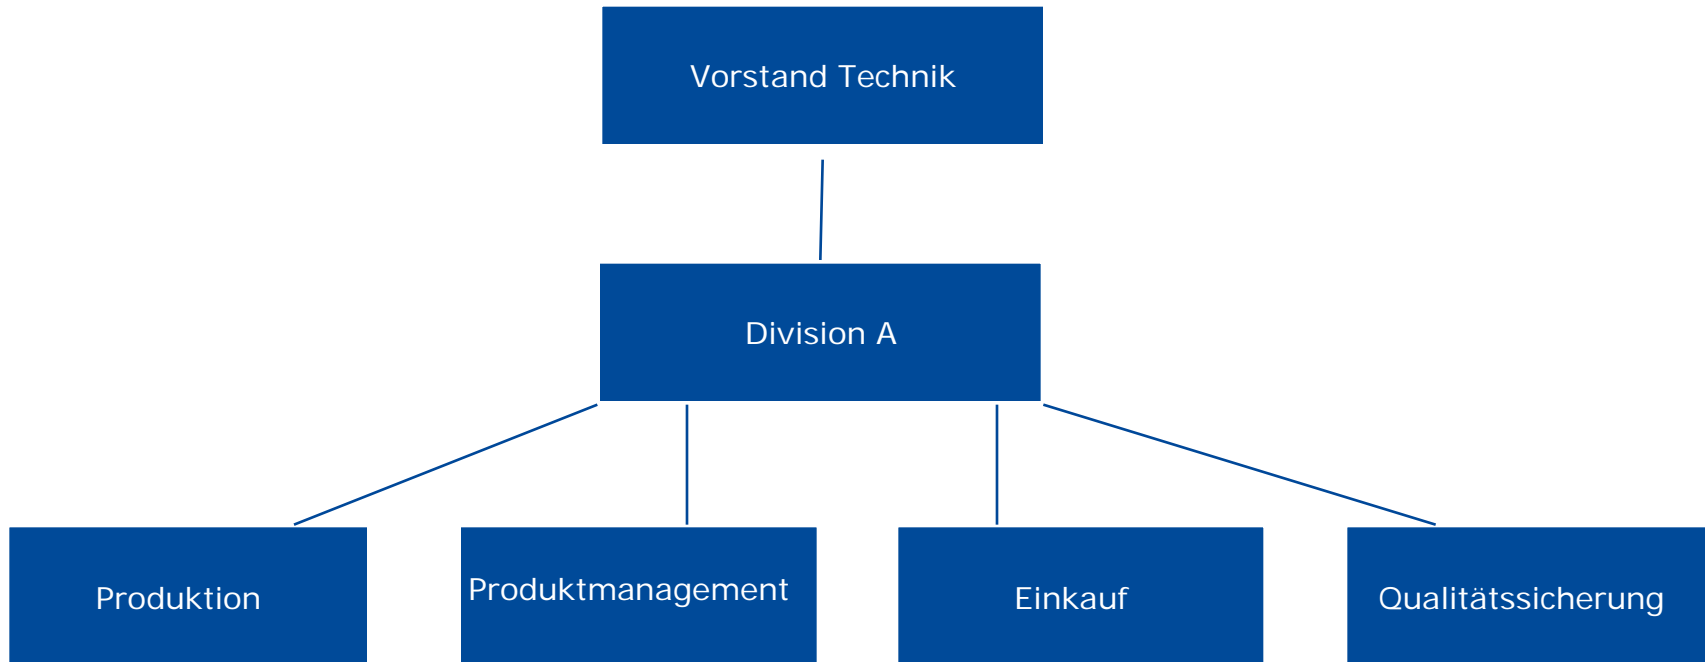 Vorstand Technik
Division A
Produktion
Produktmanagement
Einkauf
Qualitätssicherung